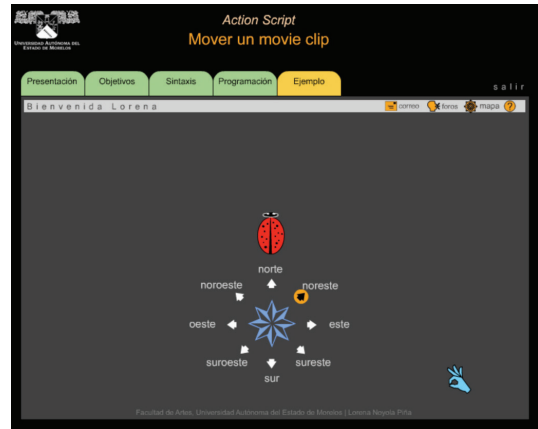 Action Script
Mover un movie clip
UNIVERSIDAD AUTÓNOMA DEL
ESTADO DE MORELOS
Presentación
Objetivos
Sintaxis
Programación
Ejemplo
salir
Bienvenida Lorena
correo
foros
mapa
?
norte
noroeste
noreste
oeste
este
suroeste
sureste
sur
Facultad de Artes, Universidad Autónoma del Estado de Morelos | Lorena Noyola Piña